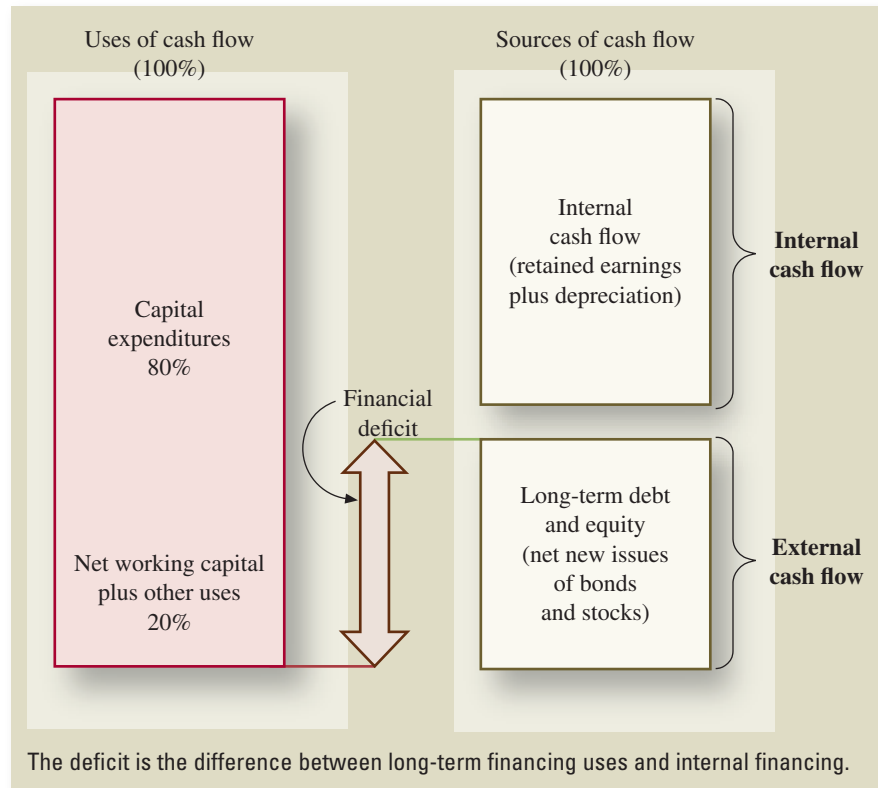 Uses of cash flow
(100%)
Sources of cash flow
(100%)
Capital
expenditures
80%
Net working capital
plus other uses
20%
Financial
deficit
Internal
cash flow
(retained earnings
plus depreciation)
Internal
cash flow
Long-term debt
and equity
(net new issues
of bonds
and stocks)
External
cash flow
The deficit is the difference between long-term financing uses and internal financing.